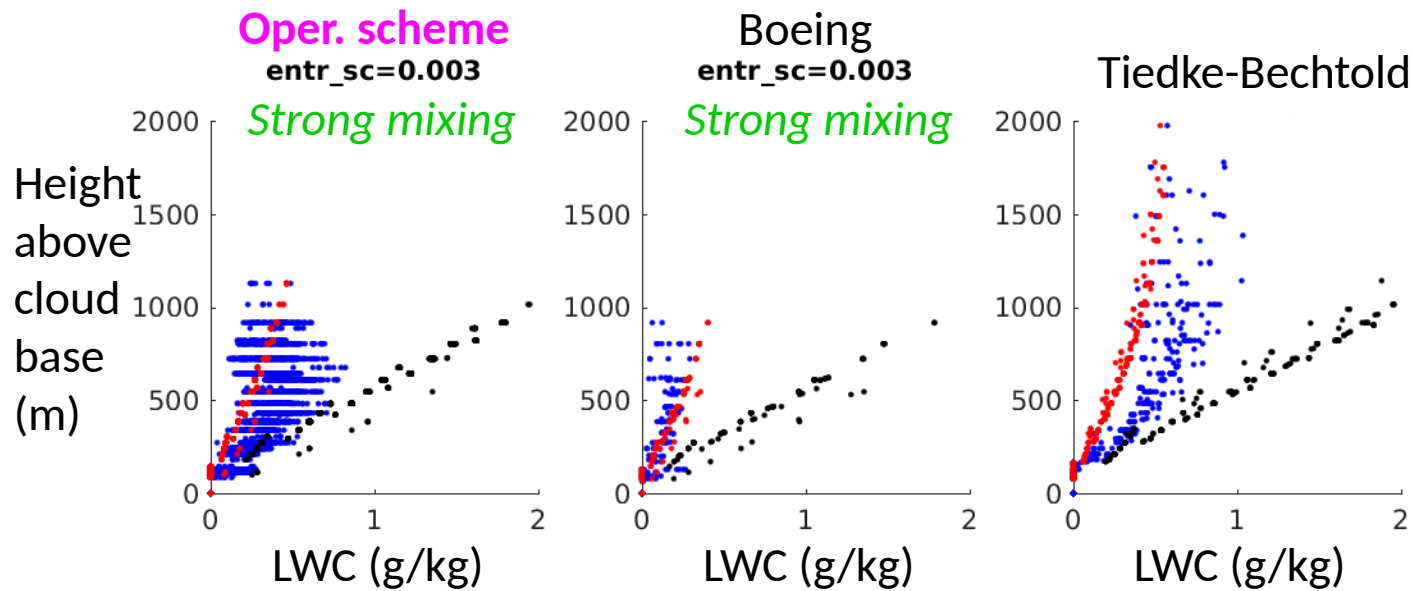 Oper. scheme
entr_sc=0.003
Strong mixing
Boeing
entr_sc=0.003
Strong mixing
Tiedke-Bechtold
Height
above
cloud
base
(m)
2000
1500
1000
500
0
0 1 2
LWC (g/kg)
2000
1500
1000
500
0
0 1 2
LWC (g/kg)
2000
1500
1000
500
0
0 1 2
LWC (g/kg)